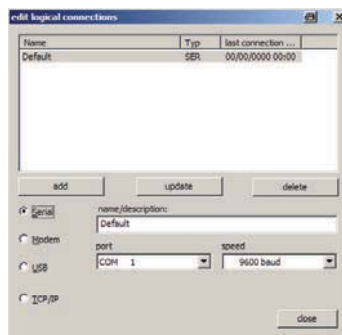 edit logical connections
Name Typ last connection ...
Default SER 00/00/0000 00:00
add update delete
Serial
name/description:
Default
Modem
port speed
COM 1 9600 baud
USB
TCP/IP
close